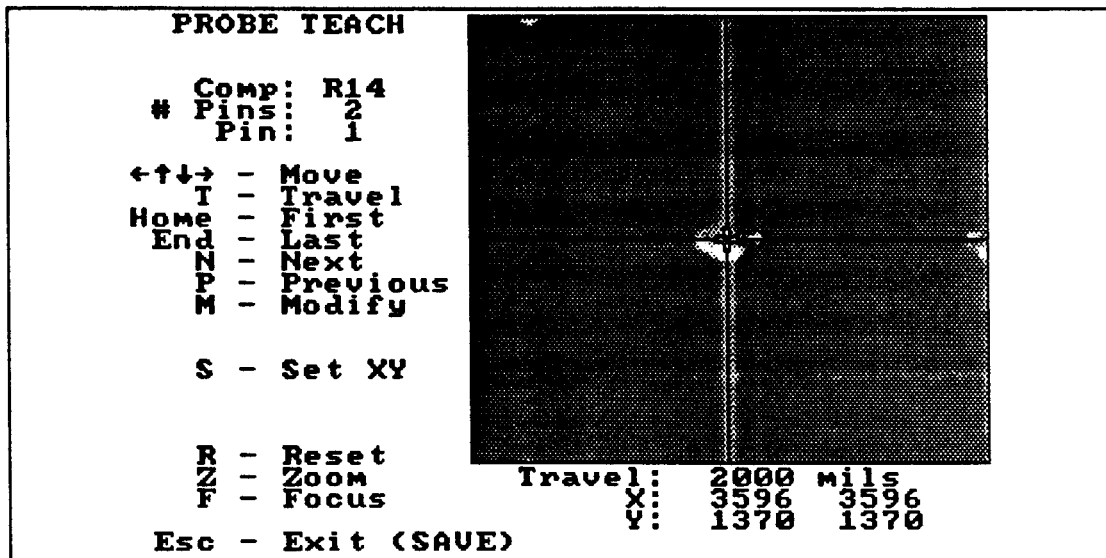 PROBE TEACH
Comp: R14
# Pins: 2
Pin: 1
←↑↓→ - Move
T - Travel
Home - First
End - Last
N - Next
P - Previous
M - Modify
S - Set XY
R - Reset
Z - Zoom
F - Focus
Esc - Exit (SAVE)
Travel: 2000 mils
X: 3596 3596
Y: 1370 1370